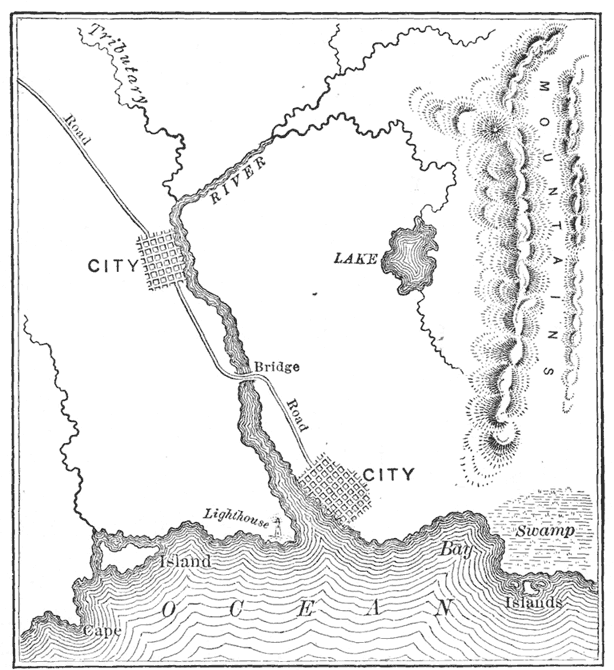 Tributary
Road
RIVER
MOUNTAINS
CITY
LAKE
Bridge
Road
CITY
Lighthouse
Swamp
Bay
Island
Islands
OCEAN
Cape